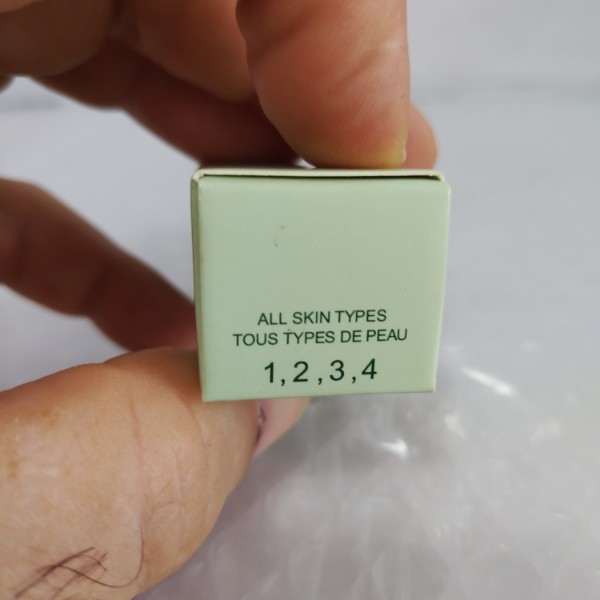 ALL SKIN TYPES
TOUS TYPES DE PEAU
1,2,3,4